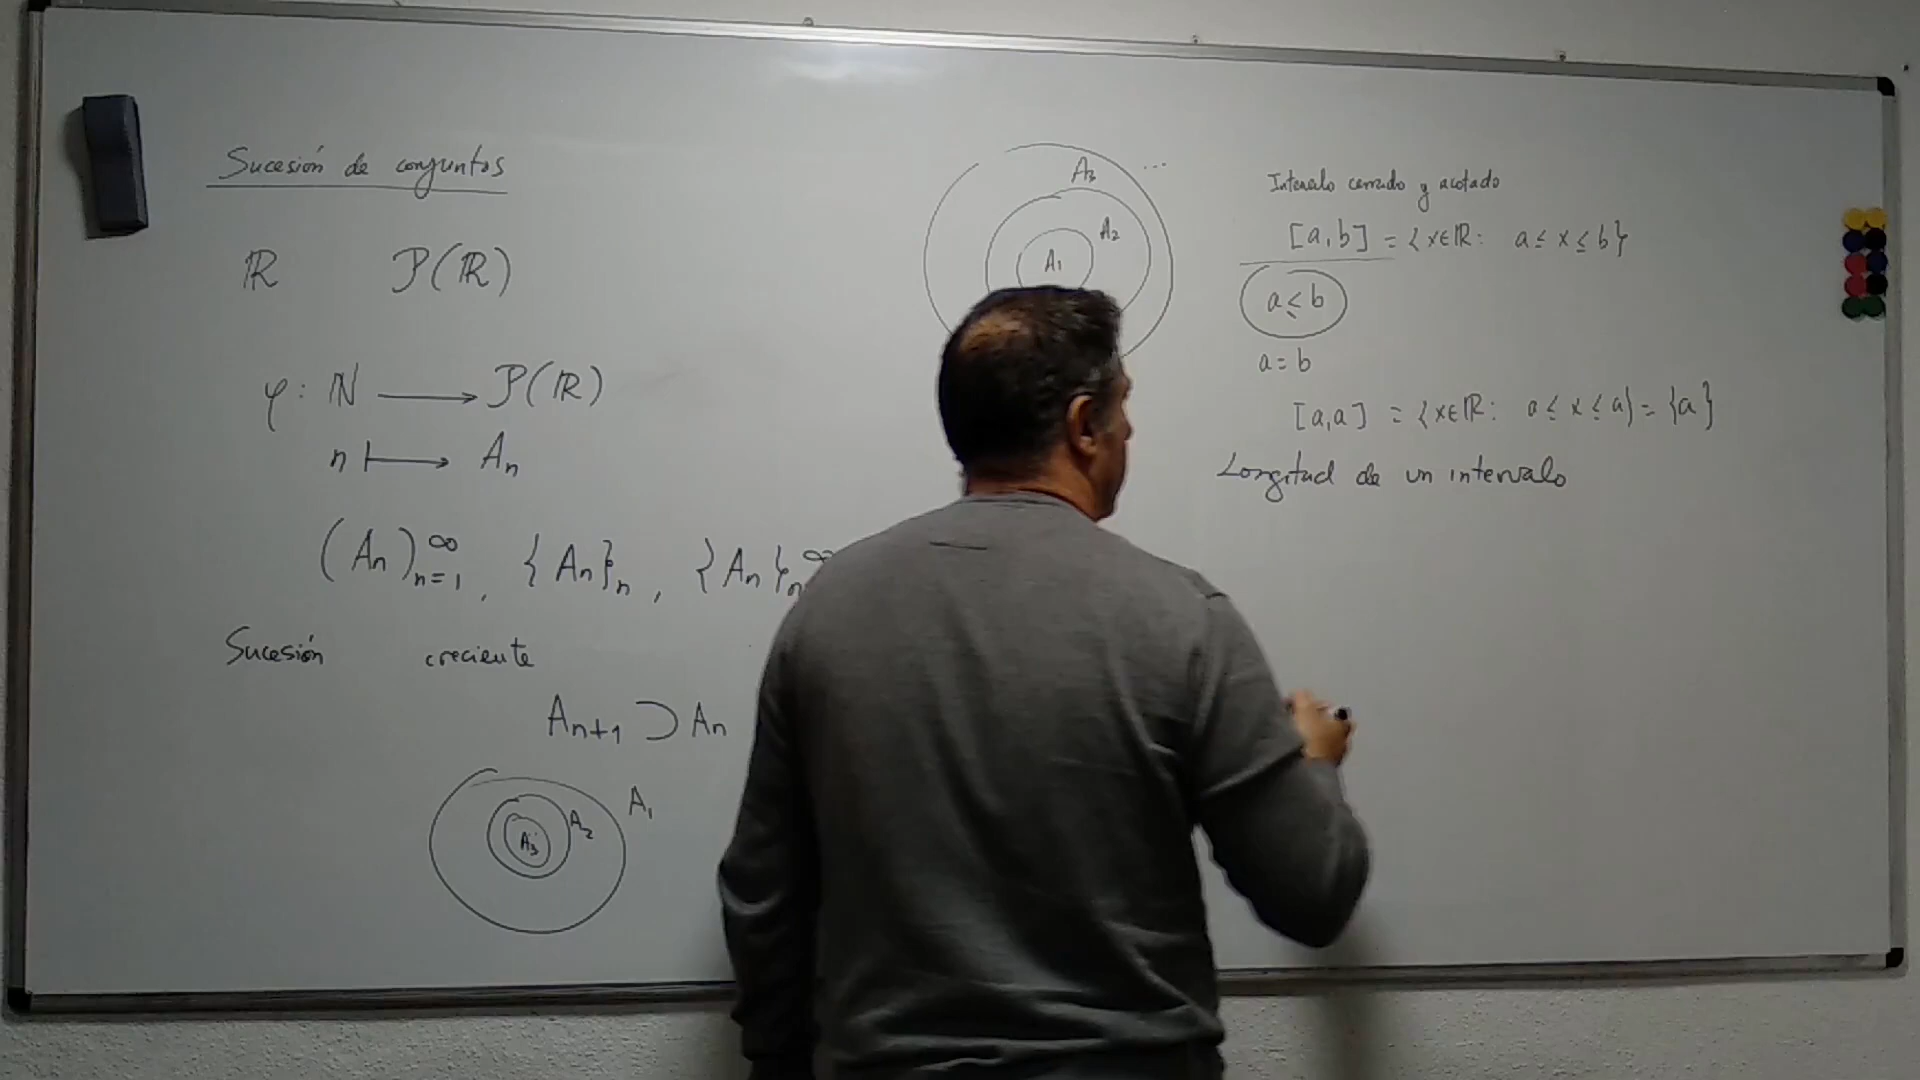 Sucesión de conjuntos
ℝ 𝒫(ℝ)
φ: ℕ ⟶ 𝒫(ℝ)
n ⟼ Aₙ
(Aₙ)ₙ₌₁^∞, {Aₙ}ₙ, {Aₙ}ₙ^∞
Sucesión creciente
Aₙ₊₁ ⊃ Aₙ
A₁
A₂
A₃
A₃ ...
A₂
A₁
Intervalo cerrado y acotado
[a,b] = {x∈ℝ: a ≤ x ≤ b}
a ≤ b
a = b
[a,a] = {x∈ℝ: a ≤ x ≤ a} = {a}
Longitud de un intervalo